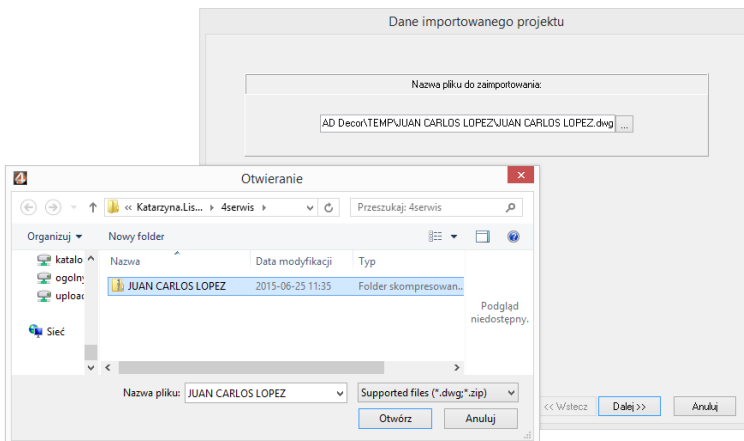 Dane importowanego projektu
Nazwa pliku do zaimportowania:
AD Decor\TEMP\JUAN CARLOS LOPEZ\JUAN CARLOS LOPEZ.dwg ...
Otwieranie
« Katarzyna.Lis... 4serwis
Przeszukaj: 4serwis
Organizuj
Nowy folder
Nazwa Data modyfikacji Typ
katalo
ogolny
upload
Sieć
JUAN CARLOS LOPEZ 2015-06-25 11:35 Folder skompresowan...
Podgląd
niedostępny.
Nazwa pliku: JUAN CARLOS LOPEZ Supported files (*.dwg;*.zip)
Otwórz Anuluj
<< Wstecz Dalej >> Anuluj